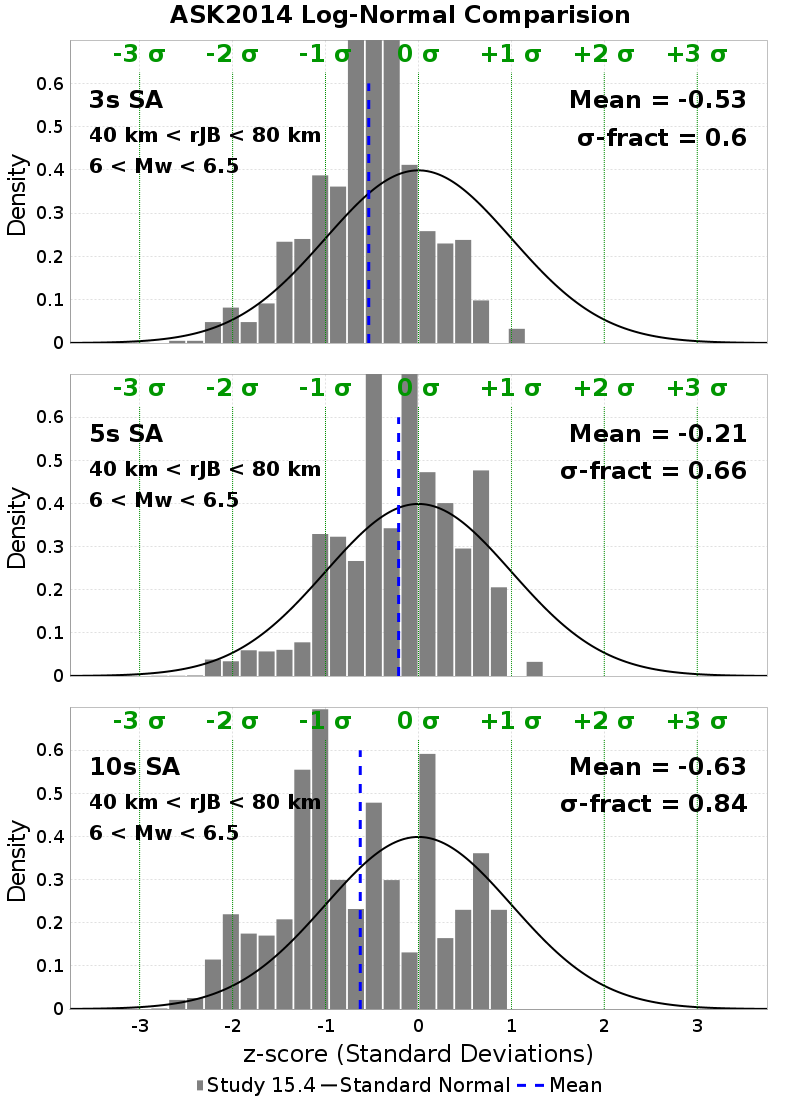 ASK2014 Log-Normal Comparision
-3 σ -2 σ -1 σ 0 σ +1 σ +2 σ +3 σ
3s SA
40 km < rJB < 80 km
6 < Mw < 6.5
Mean = -0.53
σ-fract = 0.6
Density
0.6
0.5
0.4
0.3
0.2
0.1
0
-3 σ -2 σ -1 σ 0 σ +1 σ +2 σ +3 σ
5s SA
40 km < rJB < 80 km
6 < Mw < 6.5
Mean = -0.21
σ-fract = 0.66
Density
0.6
0.5
0.4
0.3
0.2
0.1
0
-3 σ -2 σ -1 σ 0 σ +1 σ +2 σ +3 σ
10s SA
40 km < rJB < 80 km
6 < Mw < 6.5
Mean = -0.63
σ-fract = 0.84
Density
0.6
0.5
0.4
0.3
0.2
0.1
0
-3 -2 -1 0 1 2 3
z-score (Standard Deviations)
Study 15.4 Standard Normal Mean